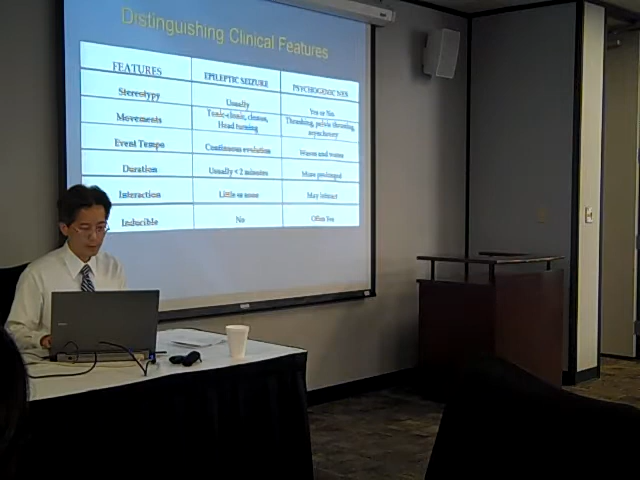 Distinguishing Clinical Features
FEATURES EPILEPTIC SEIZURE PSYCHOGENIC NES
Stereotypy Usually Yes or No
Movements Tonic-clonic, clonus, Head turning Thrashing, pelvic thrusting, asynchrony
Event Tempo Continuous evolution Waxes and wanes
Duration Usually < 2 minutes More prolonged
Interaction Little or none May interact
Inducible No Often Yes